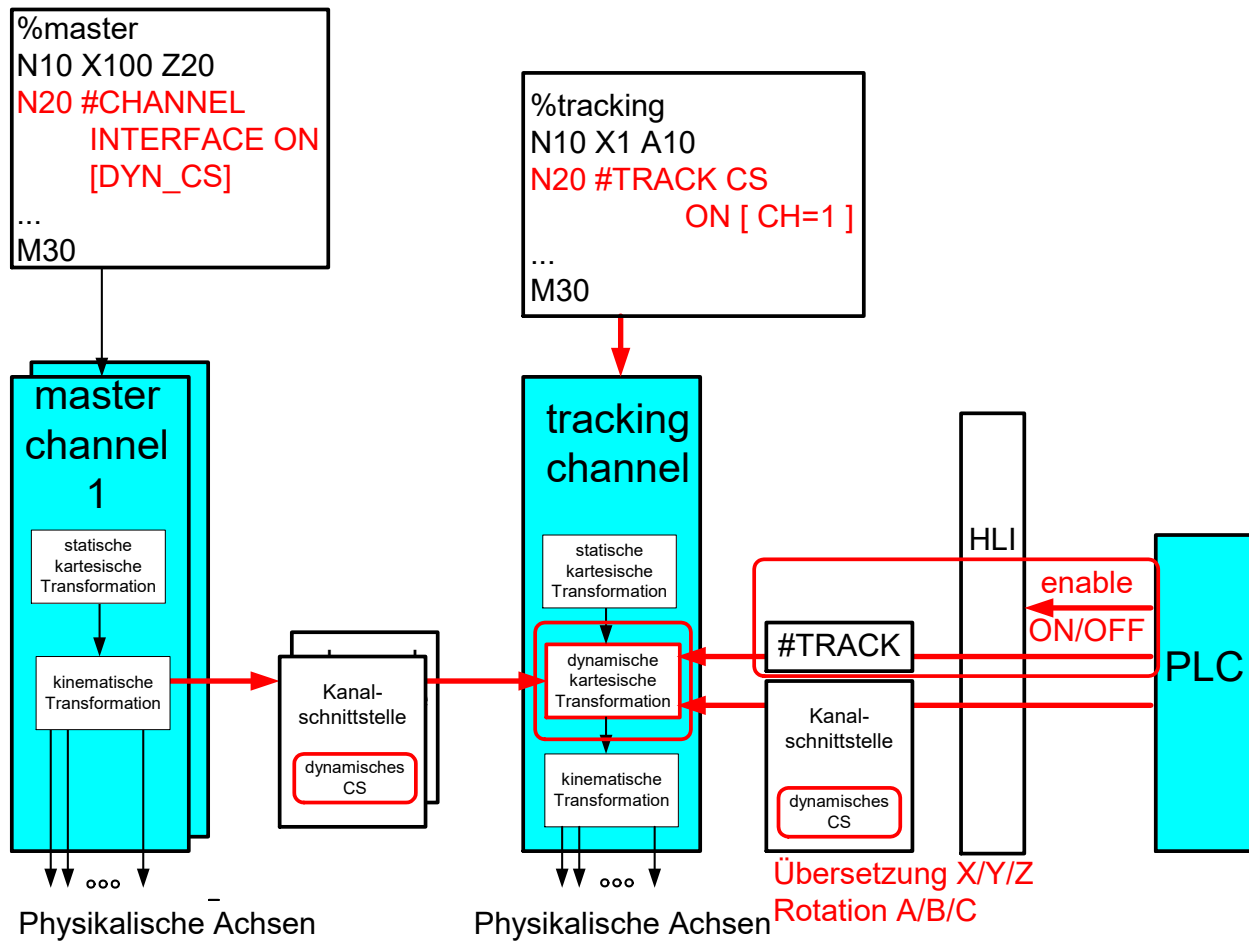 %master
N10 X100 Z20
N20 #CHANNEL
INTERFACE ON
[DYN_CS]
...
M30
%tracking
N10 X1 A10
N20 #TRACK CS
ON [ CH=1 ]
...
M30
master
channel
1
statische
kartesische
Transformation
kinematische
Transformation
Physikalische Achsen
Kanal-
schnittstelle
dynamisches
CS
tracking
channel
statische
kartesische
Transformation
dynamische
kartesische
Transformation
kinematische
Transformation
Physikalische Achsen
#TRACK
Kanal-
schnittstelle
dynamisches
CS
Übersetzung X/Y/Z
Rotation A/B/C
HLI
enable
ON/OFF
PLC